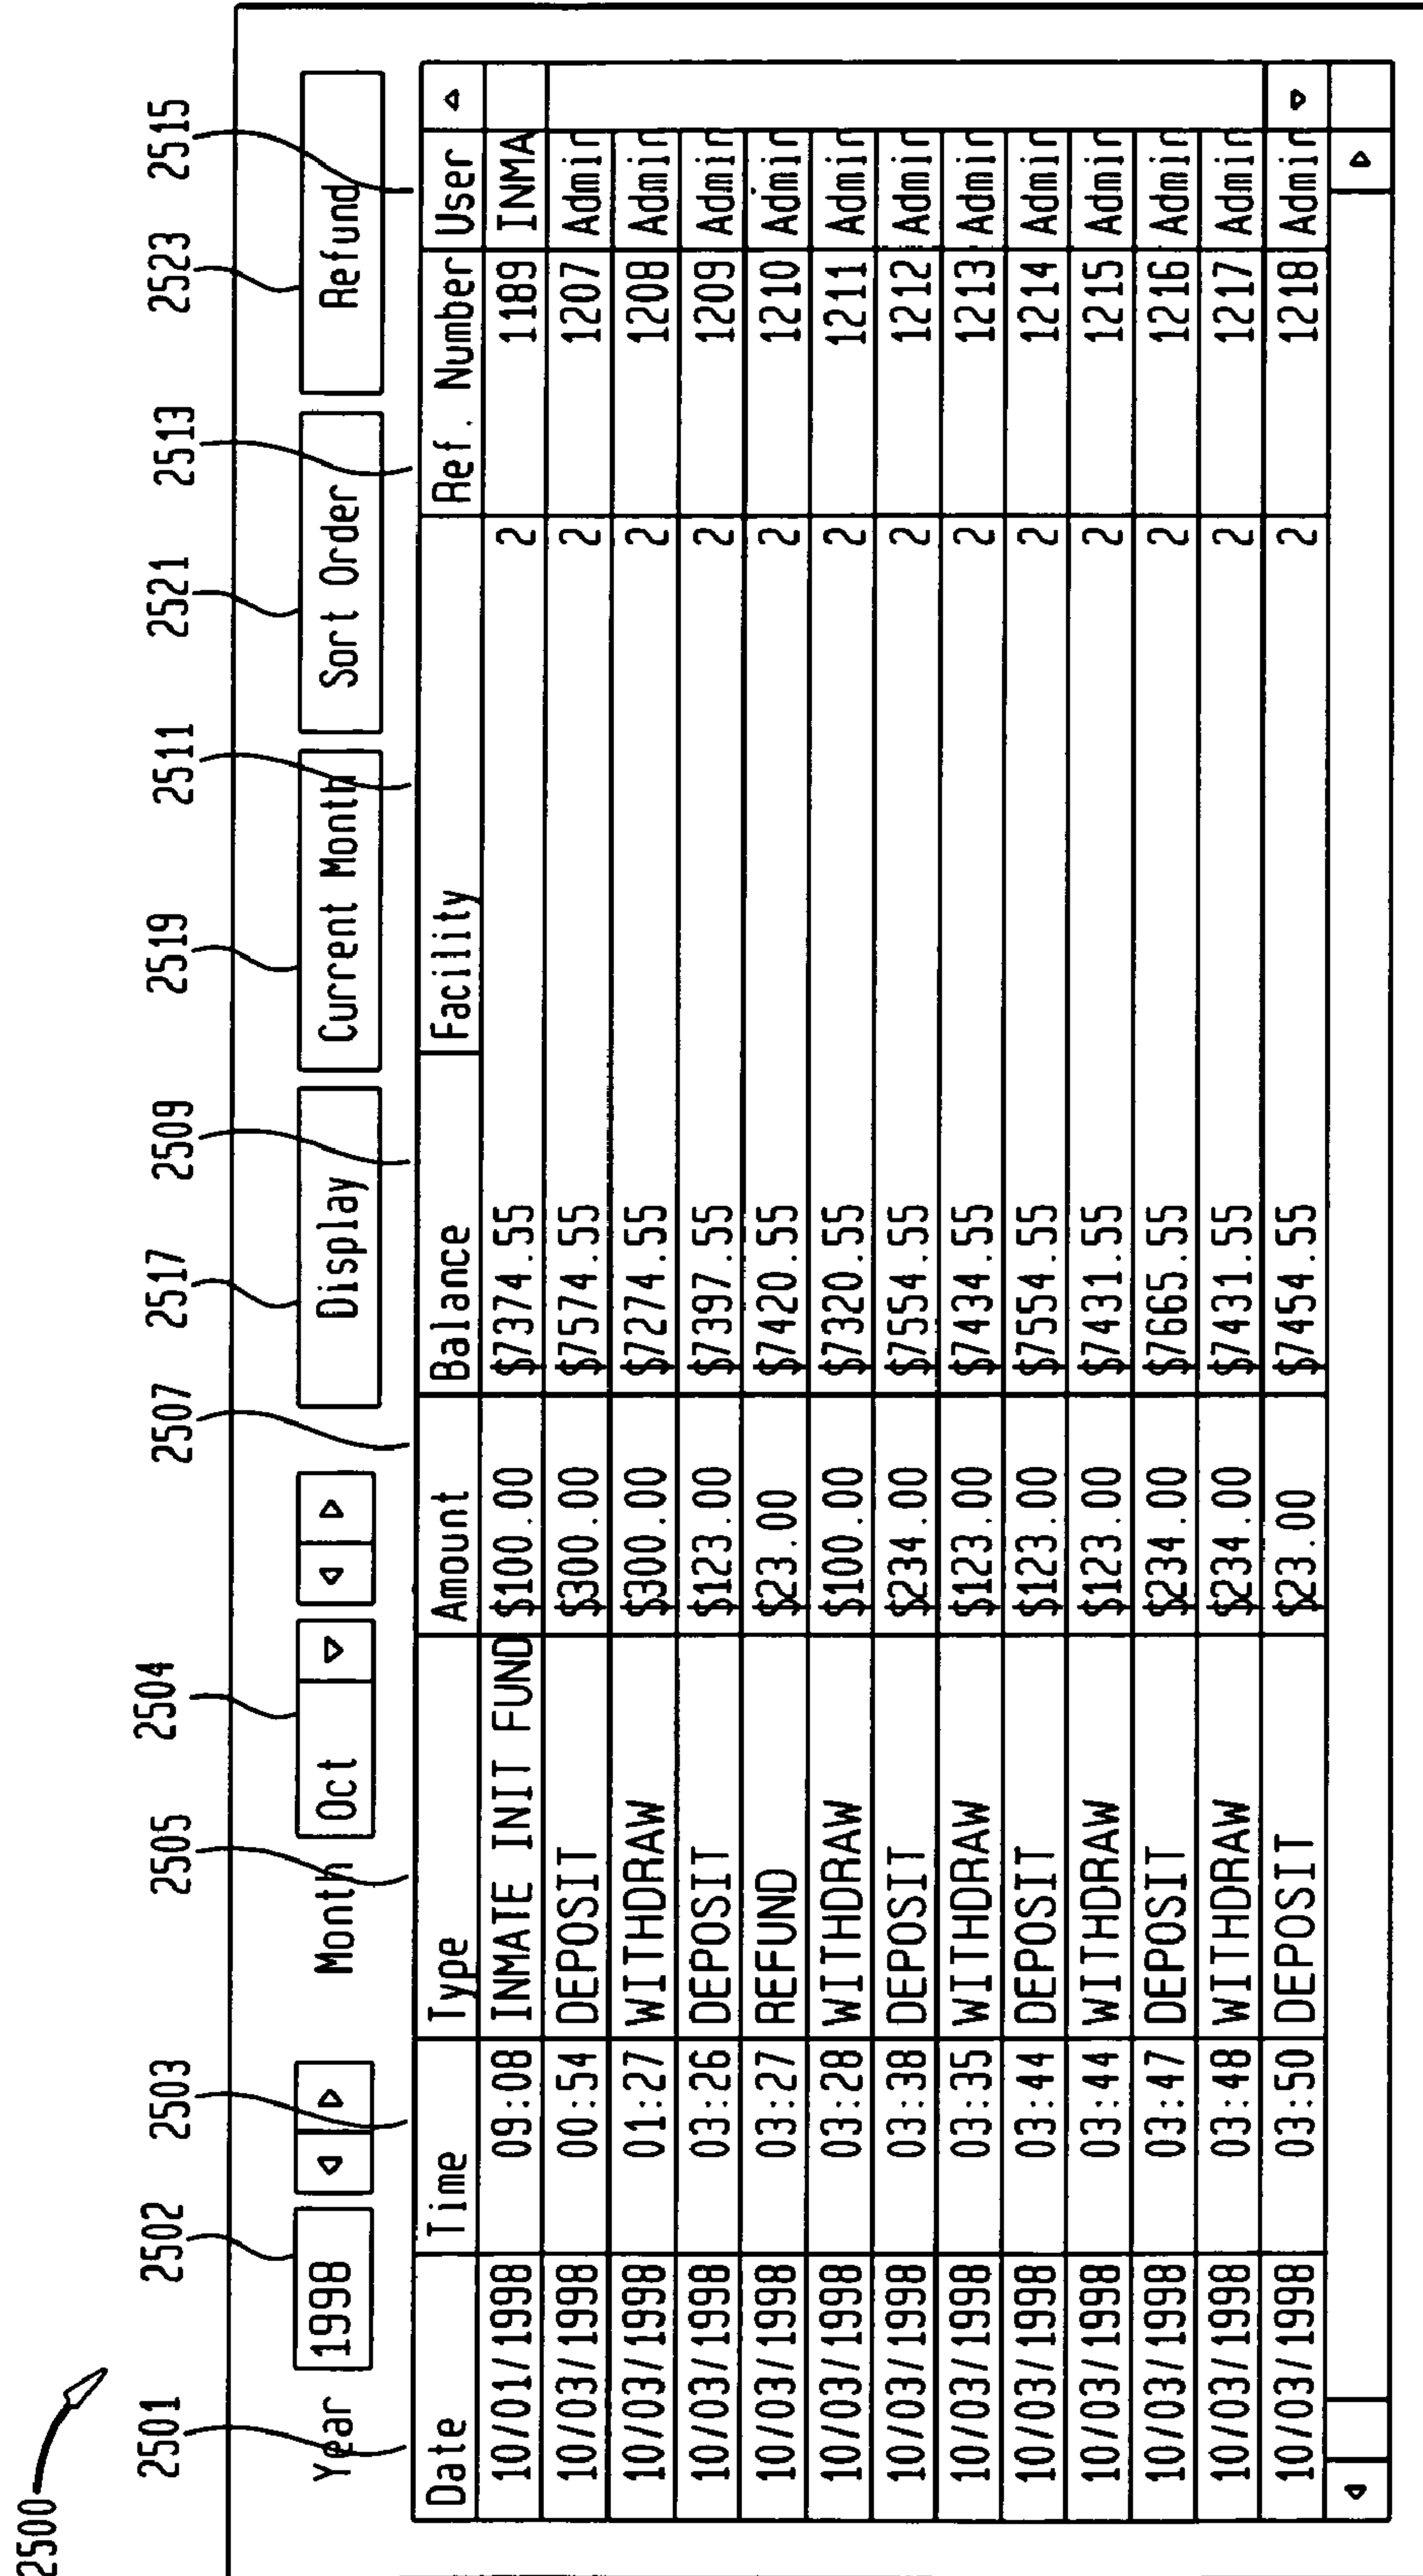 2500
2501 2502 2503 2505 2504 2507 2517 2509 2519 2511 2521 2513 2523 2515
Year 1998 Month Oct Display Current Month Sort Order Refund
Date Time Type Amount Balance Facility Ref. Number User
10/01/1998 09:08 INMATE INIT FUND $100.00 $7374.55 2 1189 INMA
10/03/1998 00:54 DEPOSIT $300.00 $7574.55 2 1207 Admin
10/03/1998 01:27 WITHDRAW $300.00 $7274.55 2 1208 Admin
10/03/1998 03:26 DEPOSIT $123.00 $7397.55 2 1209 Admin
10/03/1998 03:27 REFUND $23.00 $7420.55 2 1210 Admin
10/03/1998 03:28 WITHDRAW $100.00 $7320.55 2 1211 Admin
10/03/1998 03:38 DEPOSIT $234.00 $7554.55 2 1212 Admin
10/03/1998 03:35 WITHDRAW $123.00 $7434.55 2 1213 Admin
10/03/1998 03:44 DEPOSIT $123.00 $7554.55 2 1214 Admin
10/03/1998 03:44 WITHDRAW $123.00 $7431.55 2 1215 Admin
10/03/1998 03:47 DEPOSIT $234.00 $7665.55 2 1216 Admin
10/03/1998 03:48 WITHDRAW $234.00 $7431.55 2 1217 Admin
10/03/1998 03:50 DEPOSIT $23.00 $7454.55 2 1218 Admin